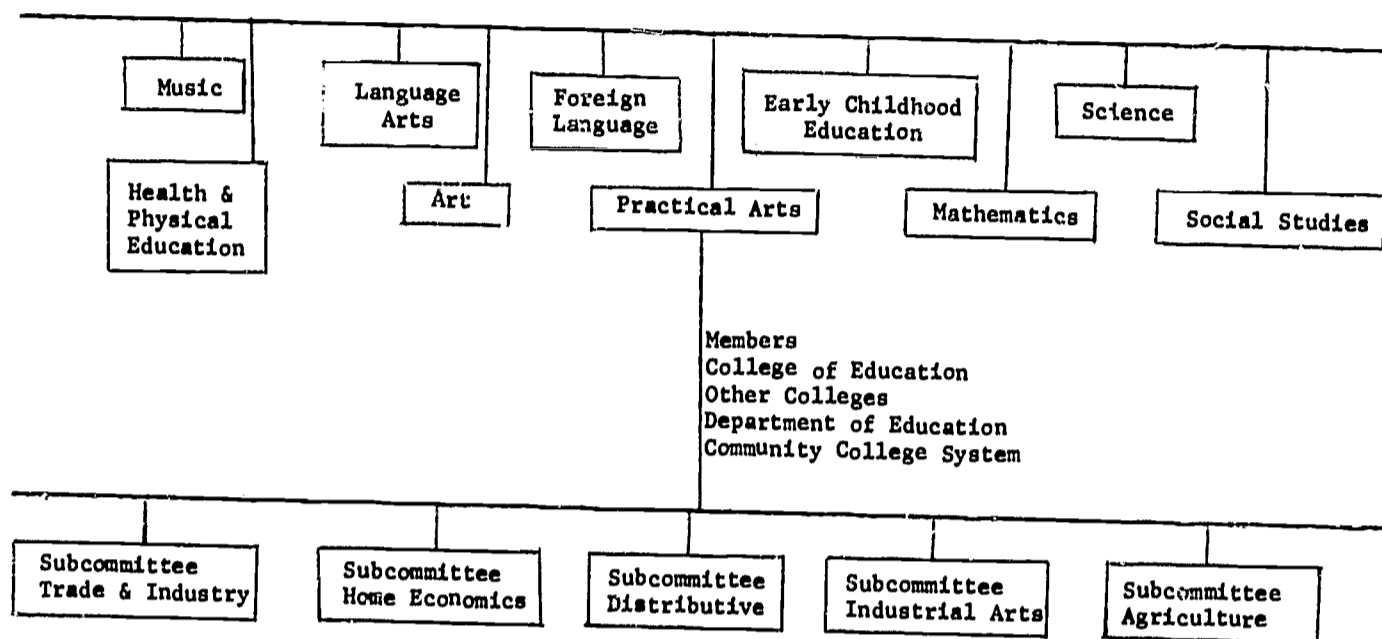 Music
Language
Arts
Foreign
Language
Early Childhood
Education
Science
Health &
Physical
Education
Art
Practical Arts
Mathematics
Social Studies
Members
College of Education
Other Colleges
Department of Education
Community College System
Subcommittee
Trade & Industry
Subcommittee
Home Economics
Subcommittee
Distributive
Subcommittee
Industrial Arts
Subcommittee
Agriculture